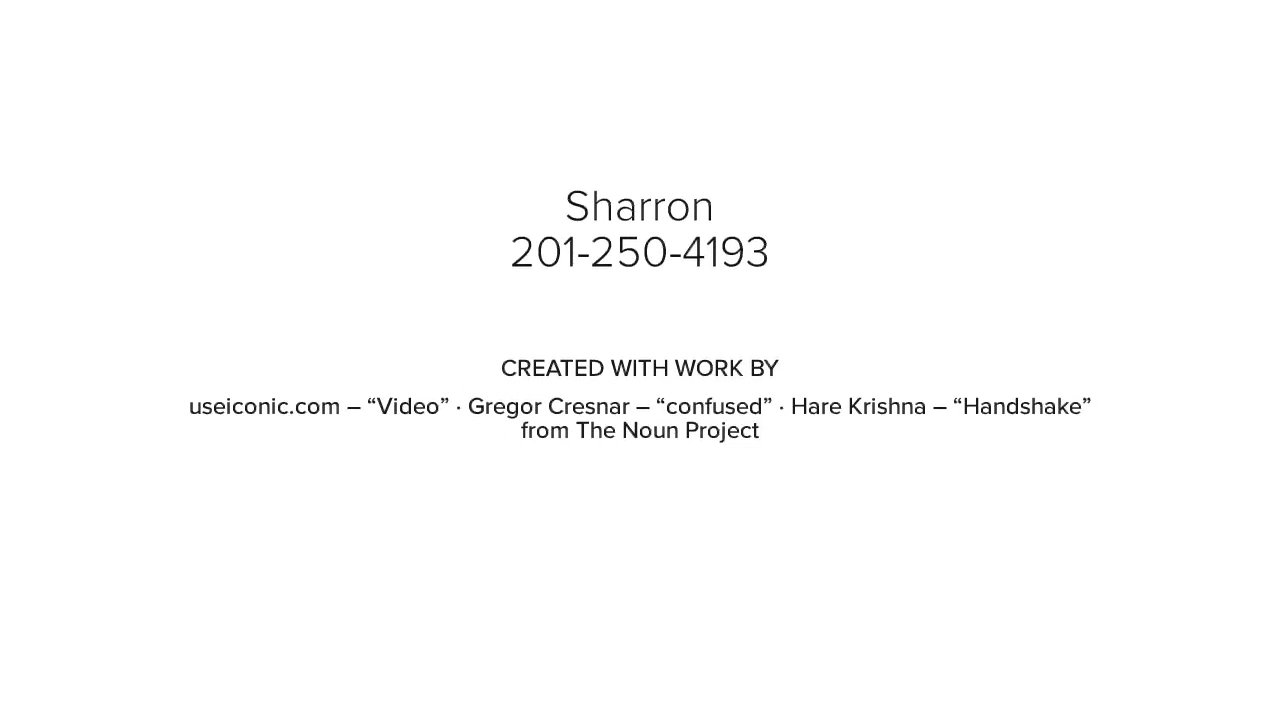 Sharron
201-250-4193
CREATED WITH WORK BY
useiconic.com – “Video” · Gregor Cresnar – “confused” · Hare Krishna – “Handshake”
from The Noun Project